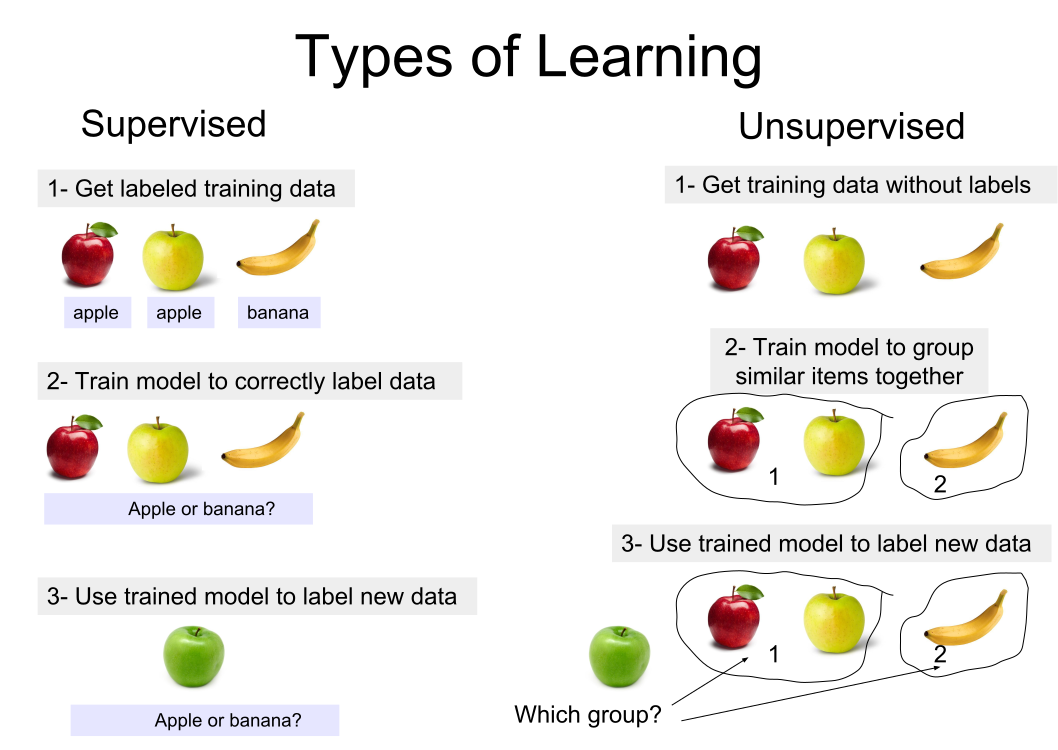 Types of Learning
Supervised
1- Get labeled training data
apple
apple
banana
2- Train model to correctly label data
Apple or banana?
3- Use trained model to label new data
Apple or banana?
Unsupervised
1- Get training data without labels
2- Train model to group
similar items together
1
2
3- Use trained model to label new data
1
2
Which group?